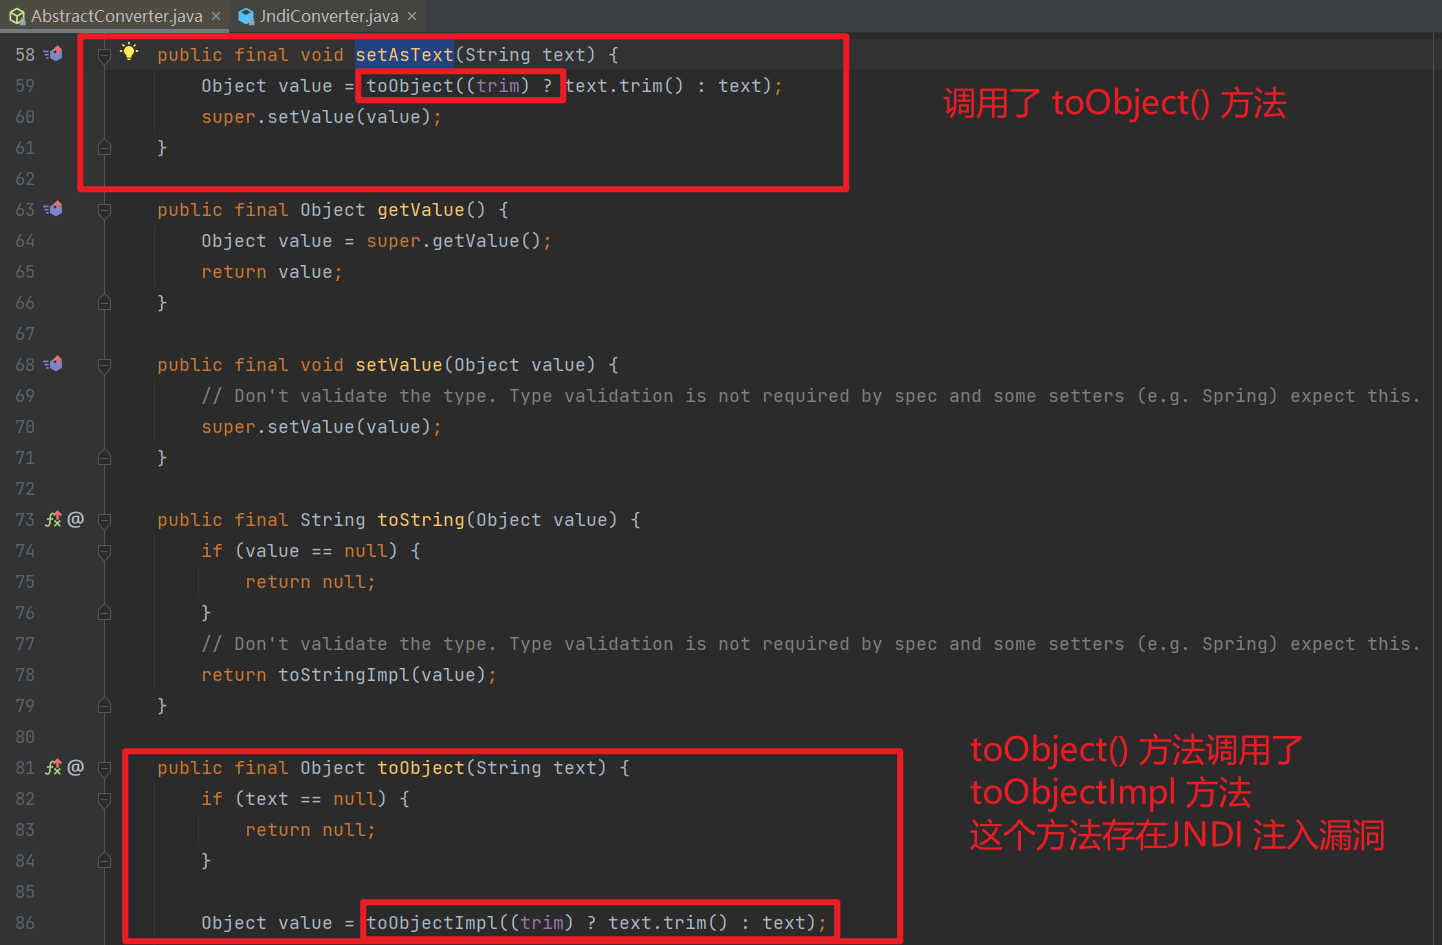 AbstractConverter.java × JndiConverter.java ×
58 public final void setAsText(String text) {
59 Object value = toObject((trim) ? text.trim() : text);
调用了 toObject() 方法
60 super.setValue(value);
61 }
62
63 public final Object getValue() {
64 Object value = super.getValue();
65 return value;
66 }
67
68 public final void setValue(Object value) {
69 // Don't validate the type. Type validation is not required by spec and some setters (e.g. Spring) expect this.
70 super.setValue(value);
71 }
72
73 @ public final String toString(Object value) {
74 if (value == null) {
75 return null;
76 }
77 // Don't validate the type. Type validation is not required by spec and some setters (e.g. Spring) expect this.
78 return toStringImpl(value);
79 }
80
toObject() 方法调用了
81 @ public final Object toObject(String text) {
82 if (text == null) {
toObjectImpl 方法
83 return null;
这个方法存在JNDI 注入漏洞
84 }
85
86 Object value = toObjectImpl((trim) ? text.trim() : text);